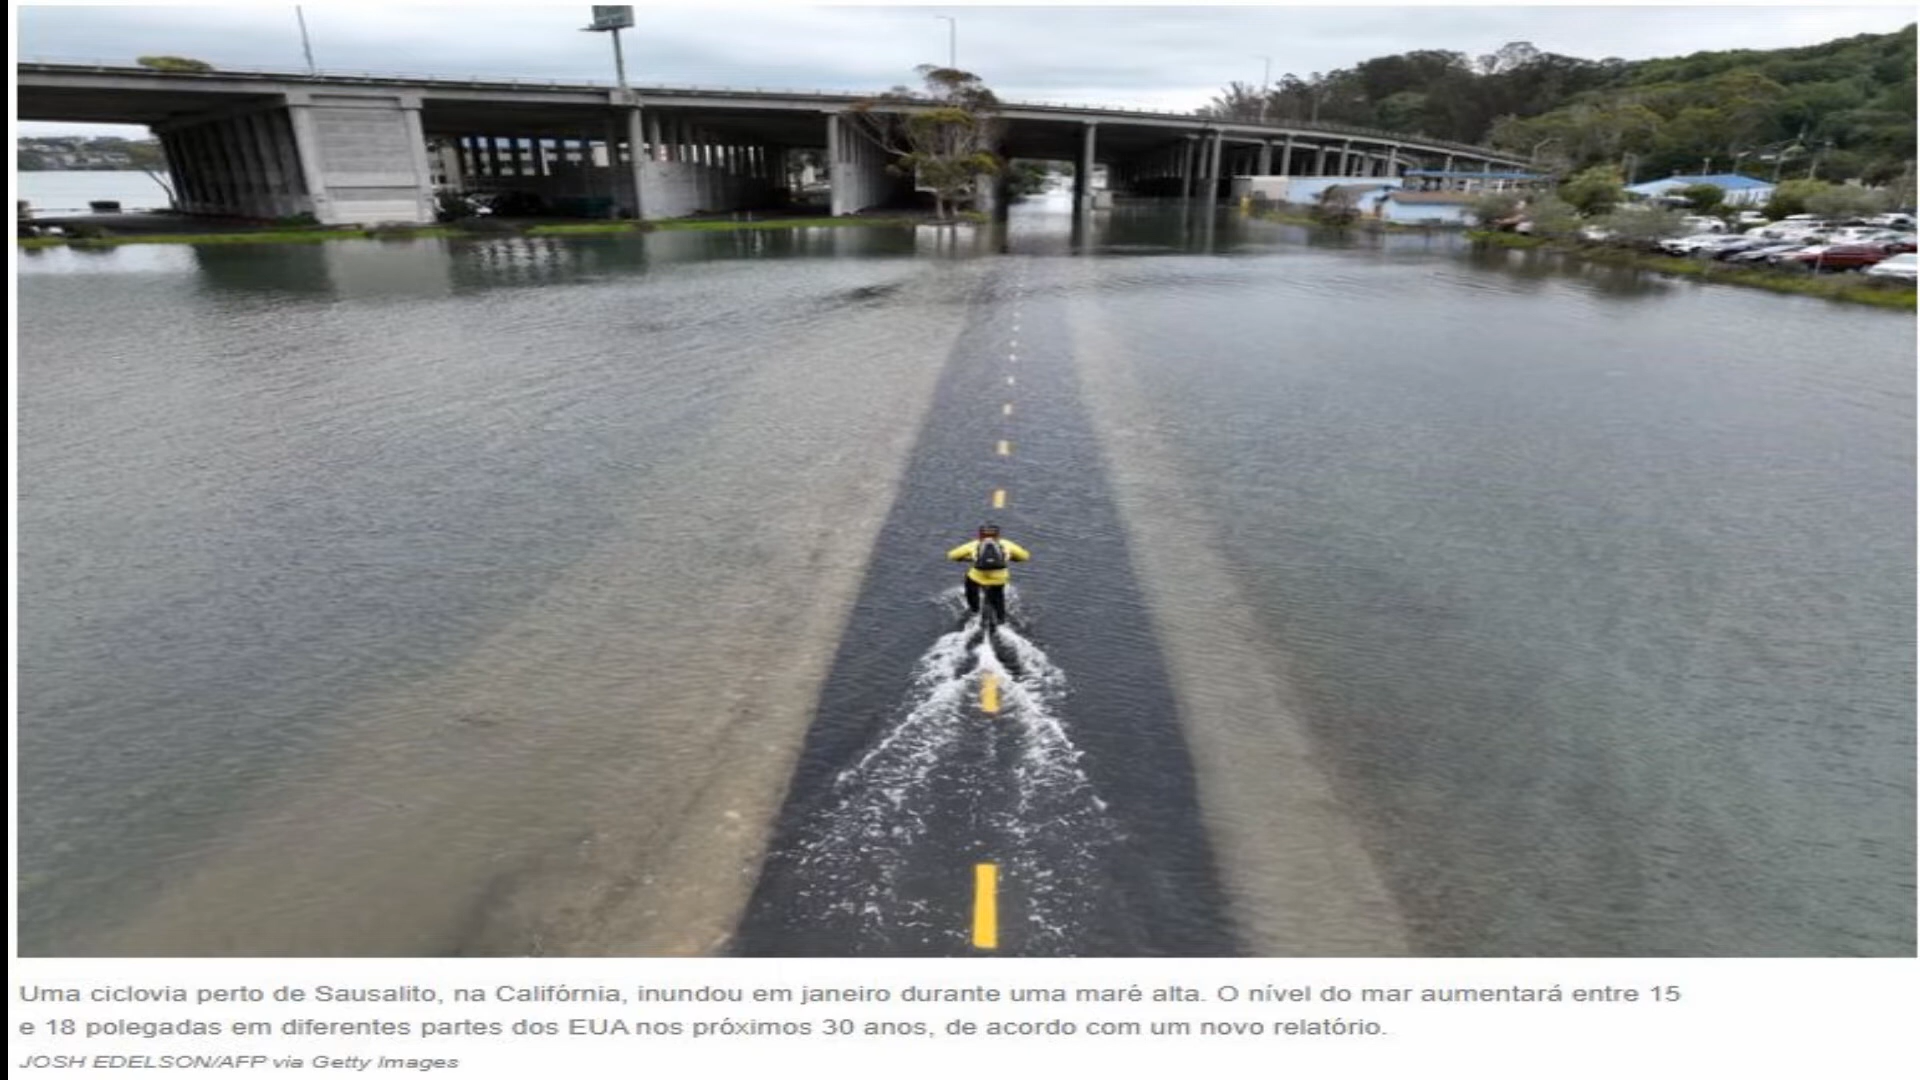 Uma ciclovia perto de Sausalito, na Califórnia, inundou em janeiro durante uma maré alta. O nível do mar aumentará entre 15
e 18 polegadas em diferentes partes dos EUA nos próximos 30 anos, de acordo com um novo relatório.
JOSH EDELSON/AFP via Getty Images